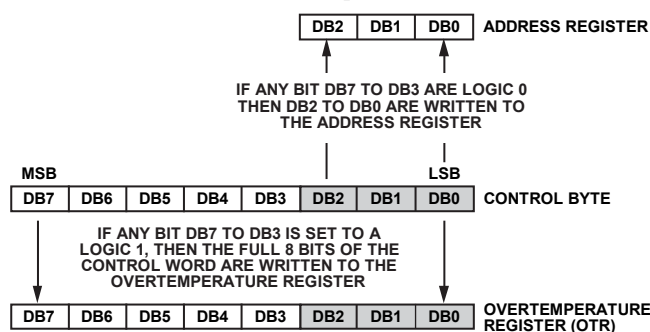 DB2 DB1 DB0 ADDRESS REGISTER
IF ANY BIT DB7 TO DB3 ARE LOGIC 0
THEN DB2 TO DB0 ARE WRITTEN TO
THE ADDRESS REGISTER
MSB LSB
DB7 DB6 DB5 DB4 DB3 DB2 DB1 DB0 CONTROL BYTE
IF ANY BIT DB7 TO DB3 IS SET TO A
LOGIC 1, THEN THE FULL 8 BITS OF THE
CONTROL WORD ARE WRITTEN TO THE
OVERTEMPERATURE REGISTER
DB7 DB6 DB5 DB4 DB3 DB2 DB1 DB0 OVERTEMPERATURE
REGISTER (OTR)